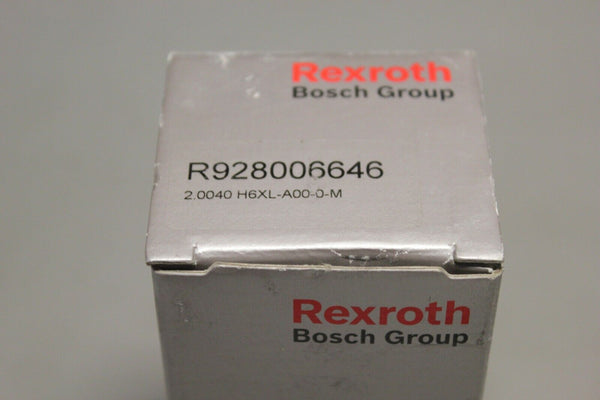 Rexroth
Bosch Group
R928006646
2.0040 H6XL-A00-0-M
Rexroth
Bosch Group